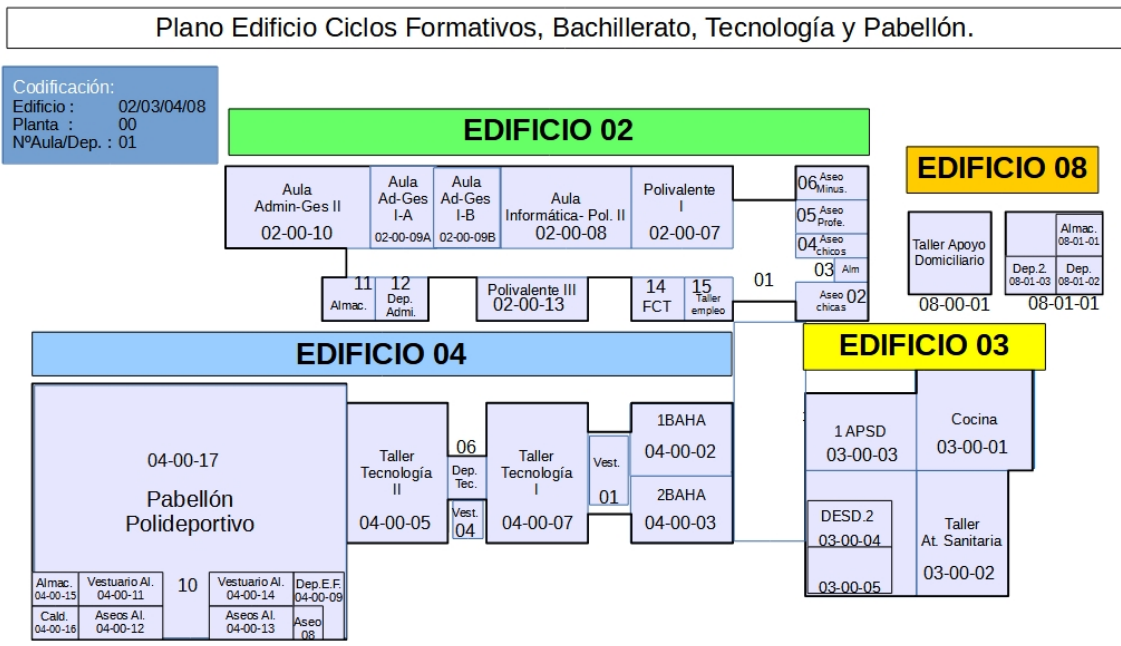 Plano Edificio Ciclos Formativos, Bachillerato, Tecnología y Pabellón.
Codificación:
Edificio : 02/03/04/08
Planta : 00
NºAula/Dep. : 01
EDIFICIO 02
Aula
Admin-Ges II
02-00-10
Aula
Ad-Ges
I-A
02-00-09A
Aula
Ad-Ges
I-B
02-00-09B
Aula
Informática- Pol. II
02-00-08
Polivalente
I
02-00-07
06 Aseo
Minus.
05 Aseo
Profe.
04 Aseo
chicos
03 Alm
Aseo 02
chicas
01
11
Almac.
12
Dep.
Admi.
Polivalente III
02-00-13
14
FCT
15
Taller
empleo
EDIFICIO 08
Taller Apoyo
Domiciliario
08-00-01
Almac.
08-01-01
Dep.2.
08-01-03
Dep.
08-01-02
08-01-01
EDIFICIO 04
04-00-17
Pabellón
Polideportivo
Almac.
04-00-15
Vestuario Al.
04-00-11
10
Vestuario Al.
04-00-14
Dep.E.F.
04-00-09
Cald.
04-00-16
Aseos Al.
04-00-12
Aseos Al.
04-00-13
Aseo
08
Taller
Tecnología
II
04-00-05
06
Dep.
Tec.
Vest.
04
Taller
Tecnología
I
04-00-07
Vest.
01
1BAHA
04-00-02
2BAHA
04-00-03
EDIFICIO 03
1 APSD
03-00-03
Cocina
03-00-01
DESD.2
03-00-04
03-00-05
Taller
At. Sanitaria
03-00-02